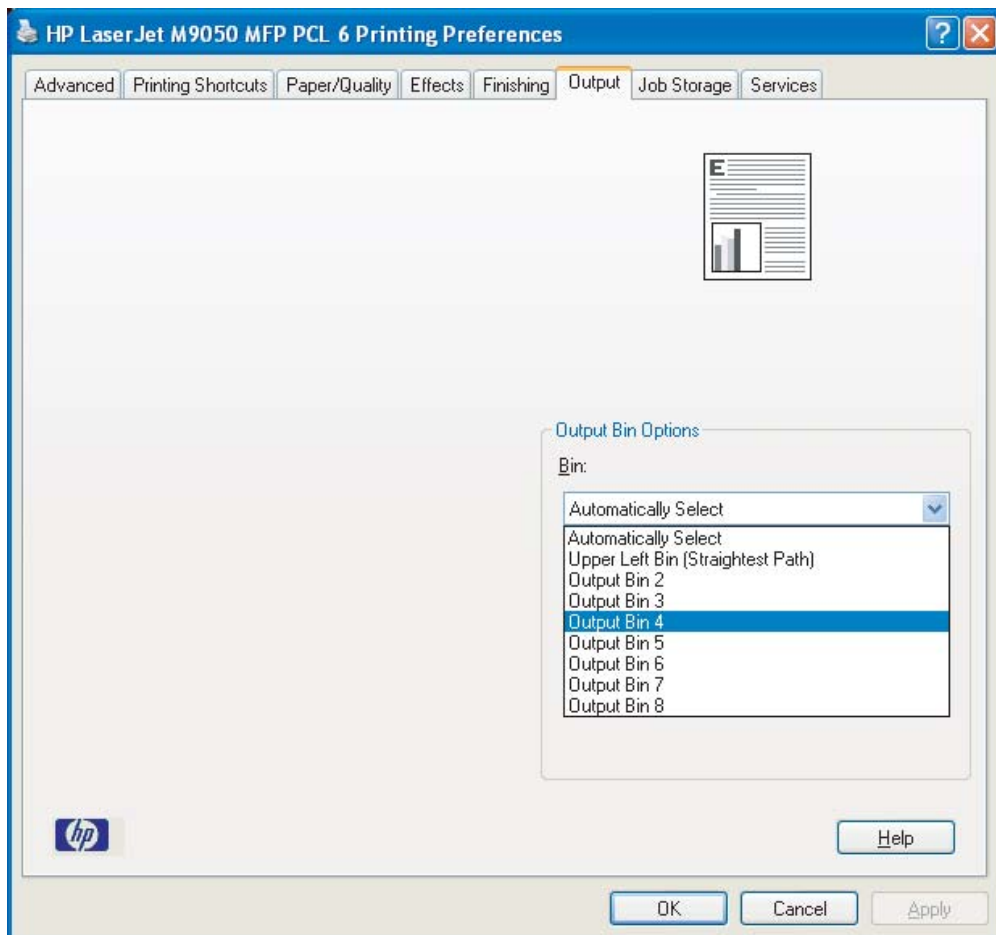 HP LaserJet M9050 MFP PCL 6 Printing Preferences
?
Advanced Printing Shortcuts Paper/Quality Effects Finishing Output Job Storage Services
E
Output Bin Options
Bin:
Automatically Select
Automatically Select
Upper Left Bin (Straightest Path)
Output Bin 2
Output Bin 3
Output Bin 4
Output Bin 5
Output Bin 6
Output Bin 7
Output Bin 8
hp
Help
OK Cancel Apply